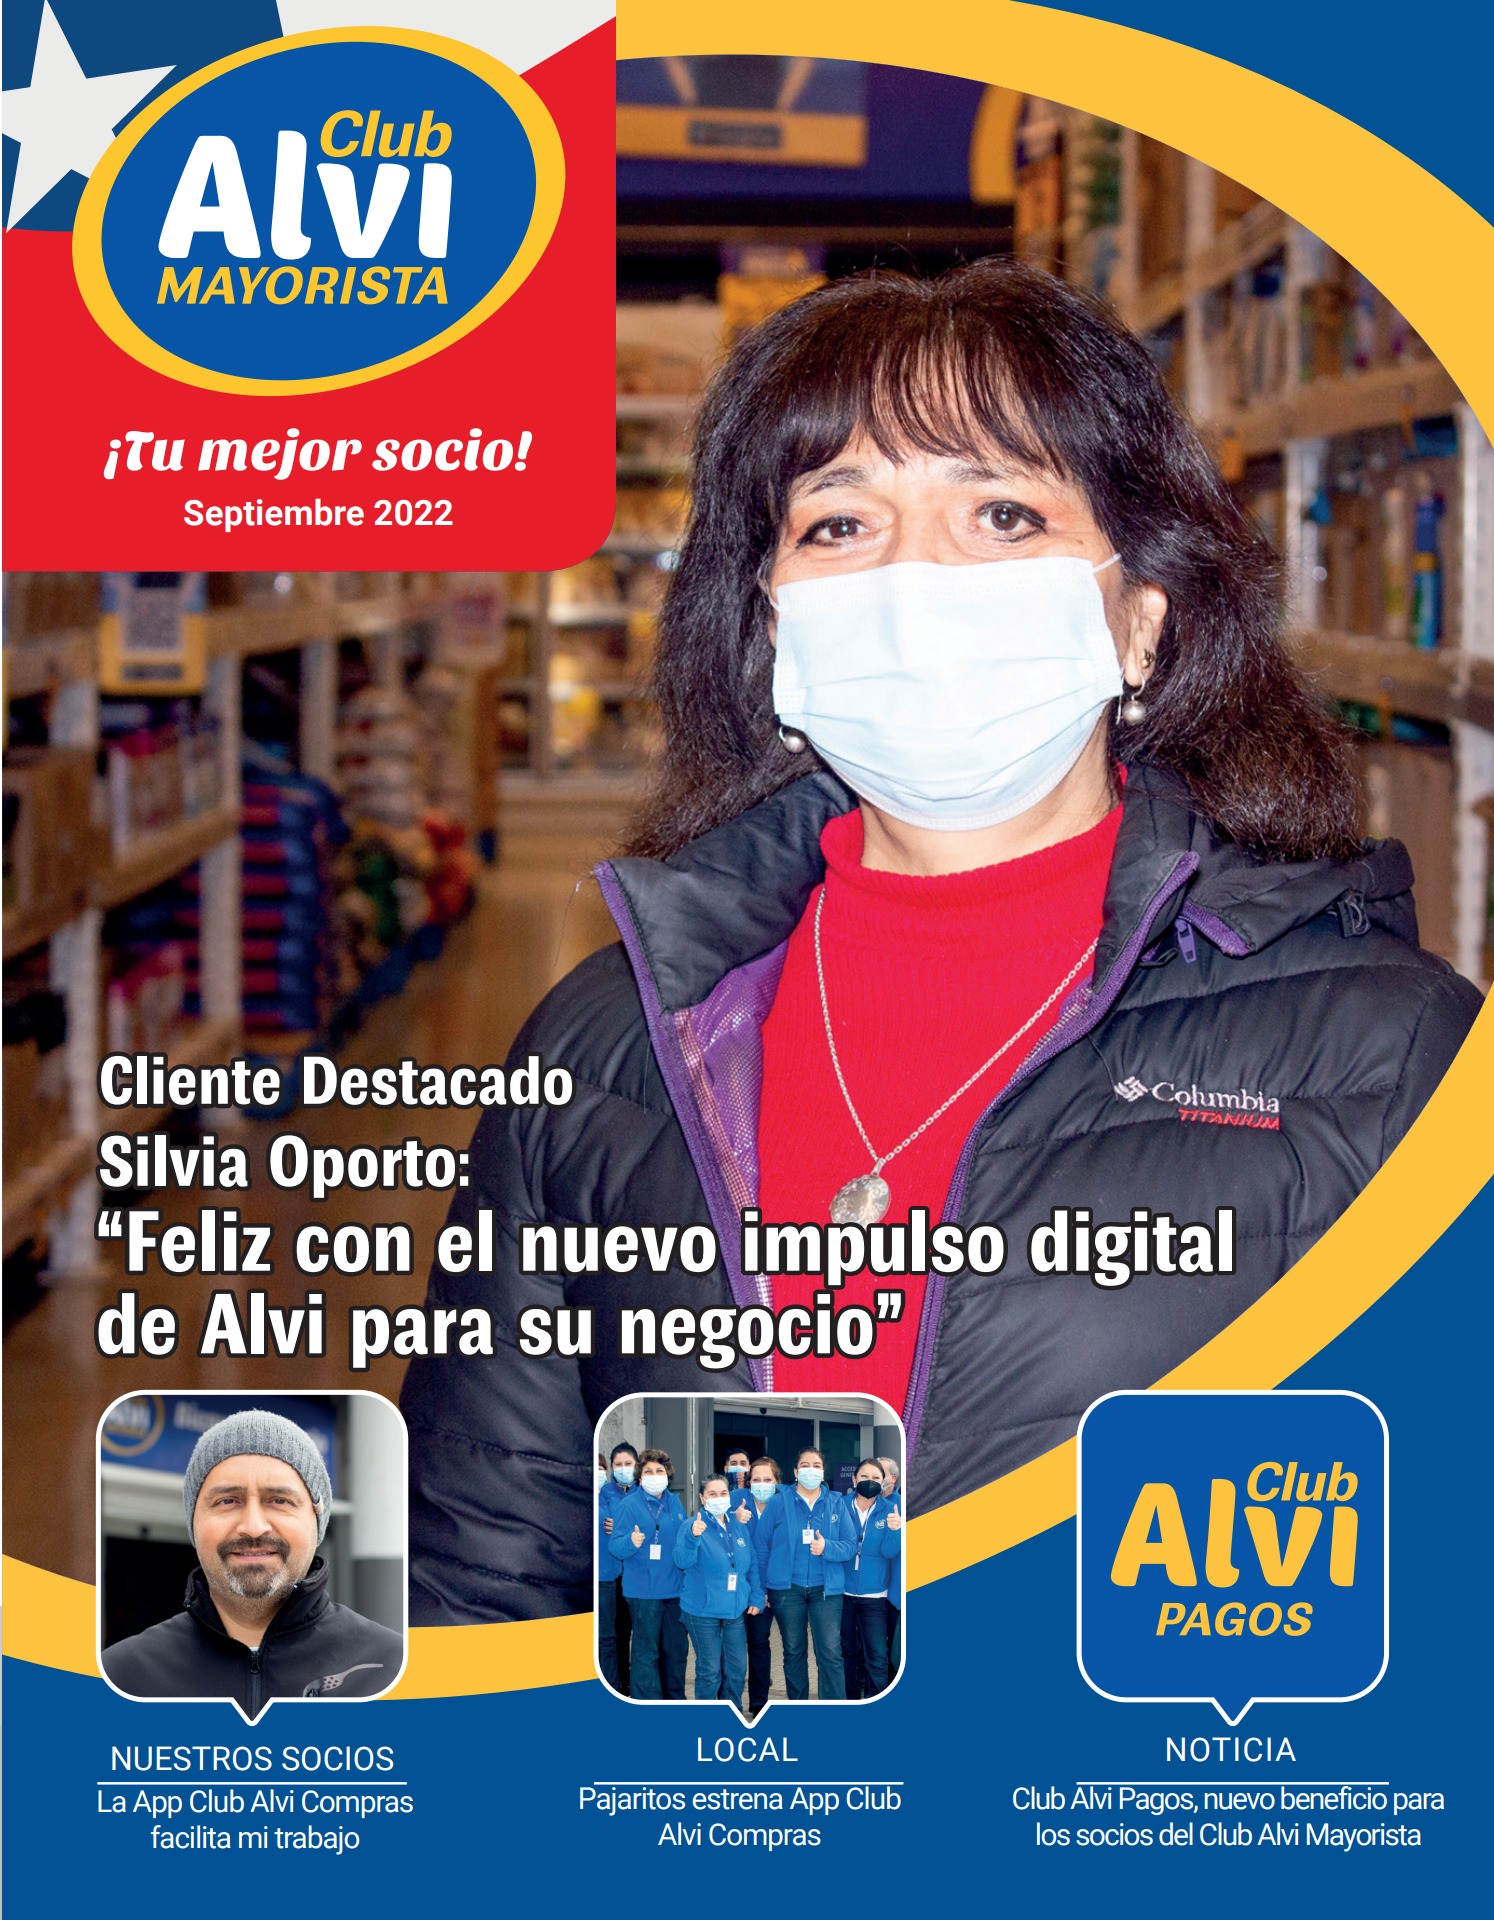 Club
Alvi
MAYORISTA
¡Tu mejor socio!
Septiembre 2022
Columbia
TITANIUM
Cliente Destacado
Silvia Oporto:
“Feliz con el nuevo impulso digital
de Alvi para su negocio”
Club
Alvi
PAGOS
NUESTROS SOCIOS
La App Club Alvi Compras
facilita mi trabajo
LOCAL
Pajaritos estrena App Club
Alvi Compras
NOTICIA
Club Alvi Pagos, nuevo beneficio para
los socios del Club Alvi Mayorista